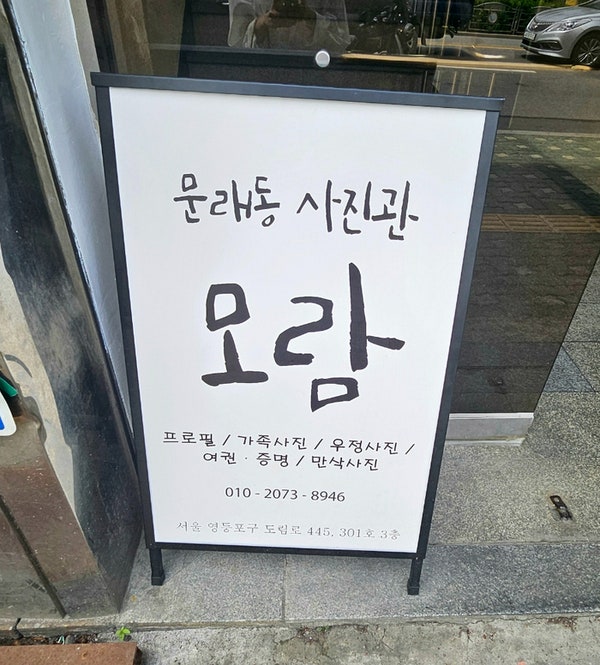 문래동 사진관
모람
프로필 / 가족사진 / 우정사진 /
여권 · 증명 / 만삭사진
010 - 2073 - 8946
서울 영등포구 도림로 445, 301호 3층